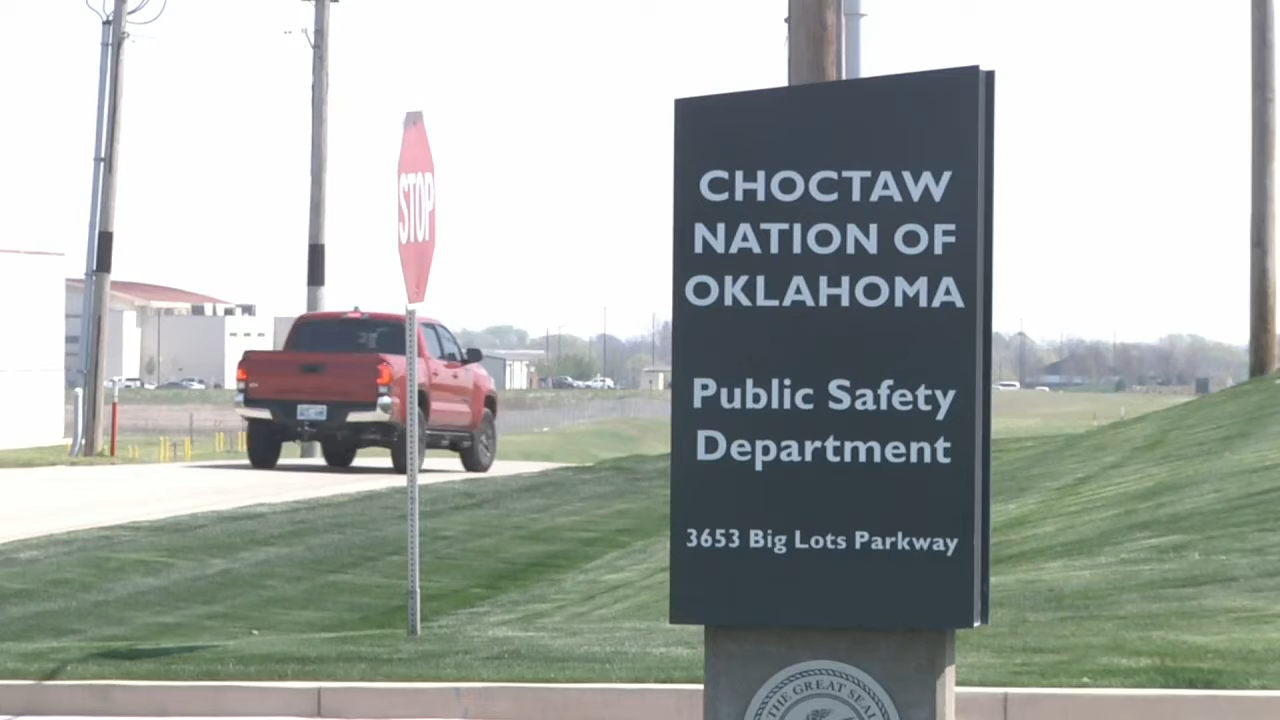 STOP
CHOCTAW
NATION OF
OKLAHOMA
Public Safety
Department
3653 Big Lots Parkway
THE GREAT SEAL